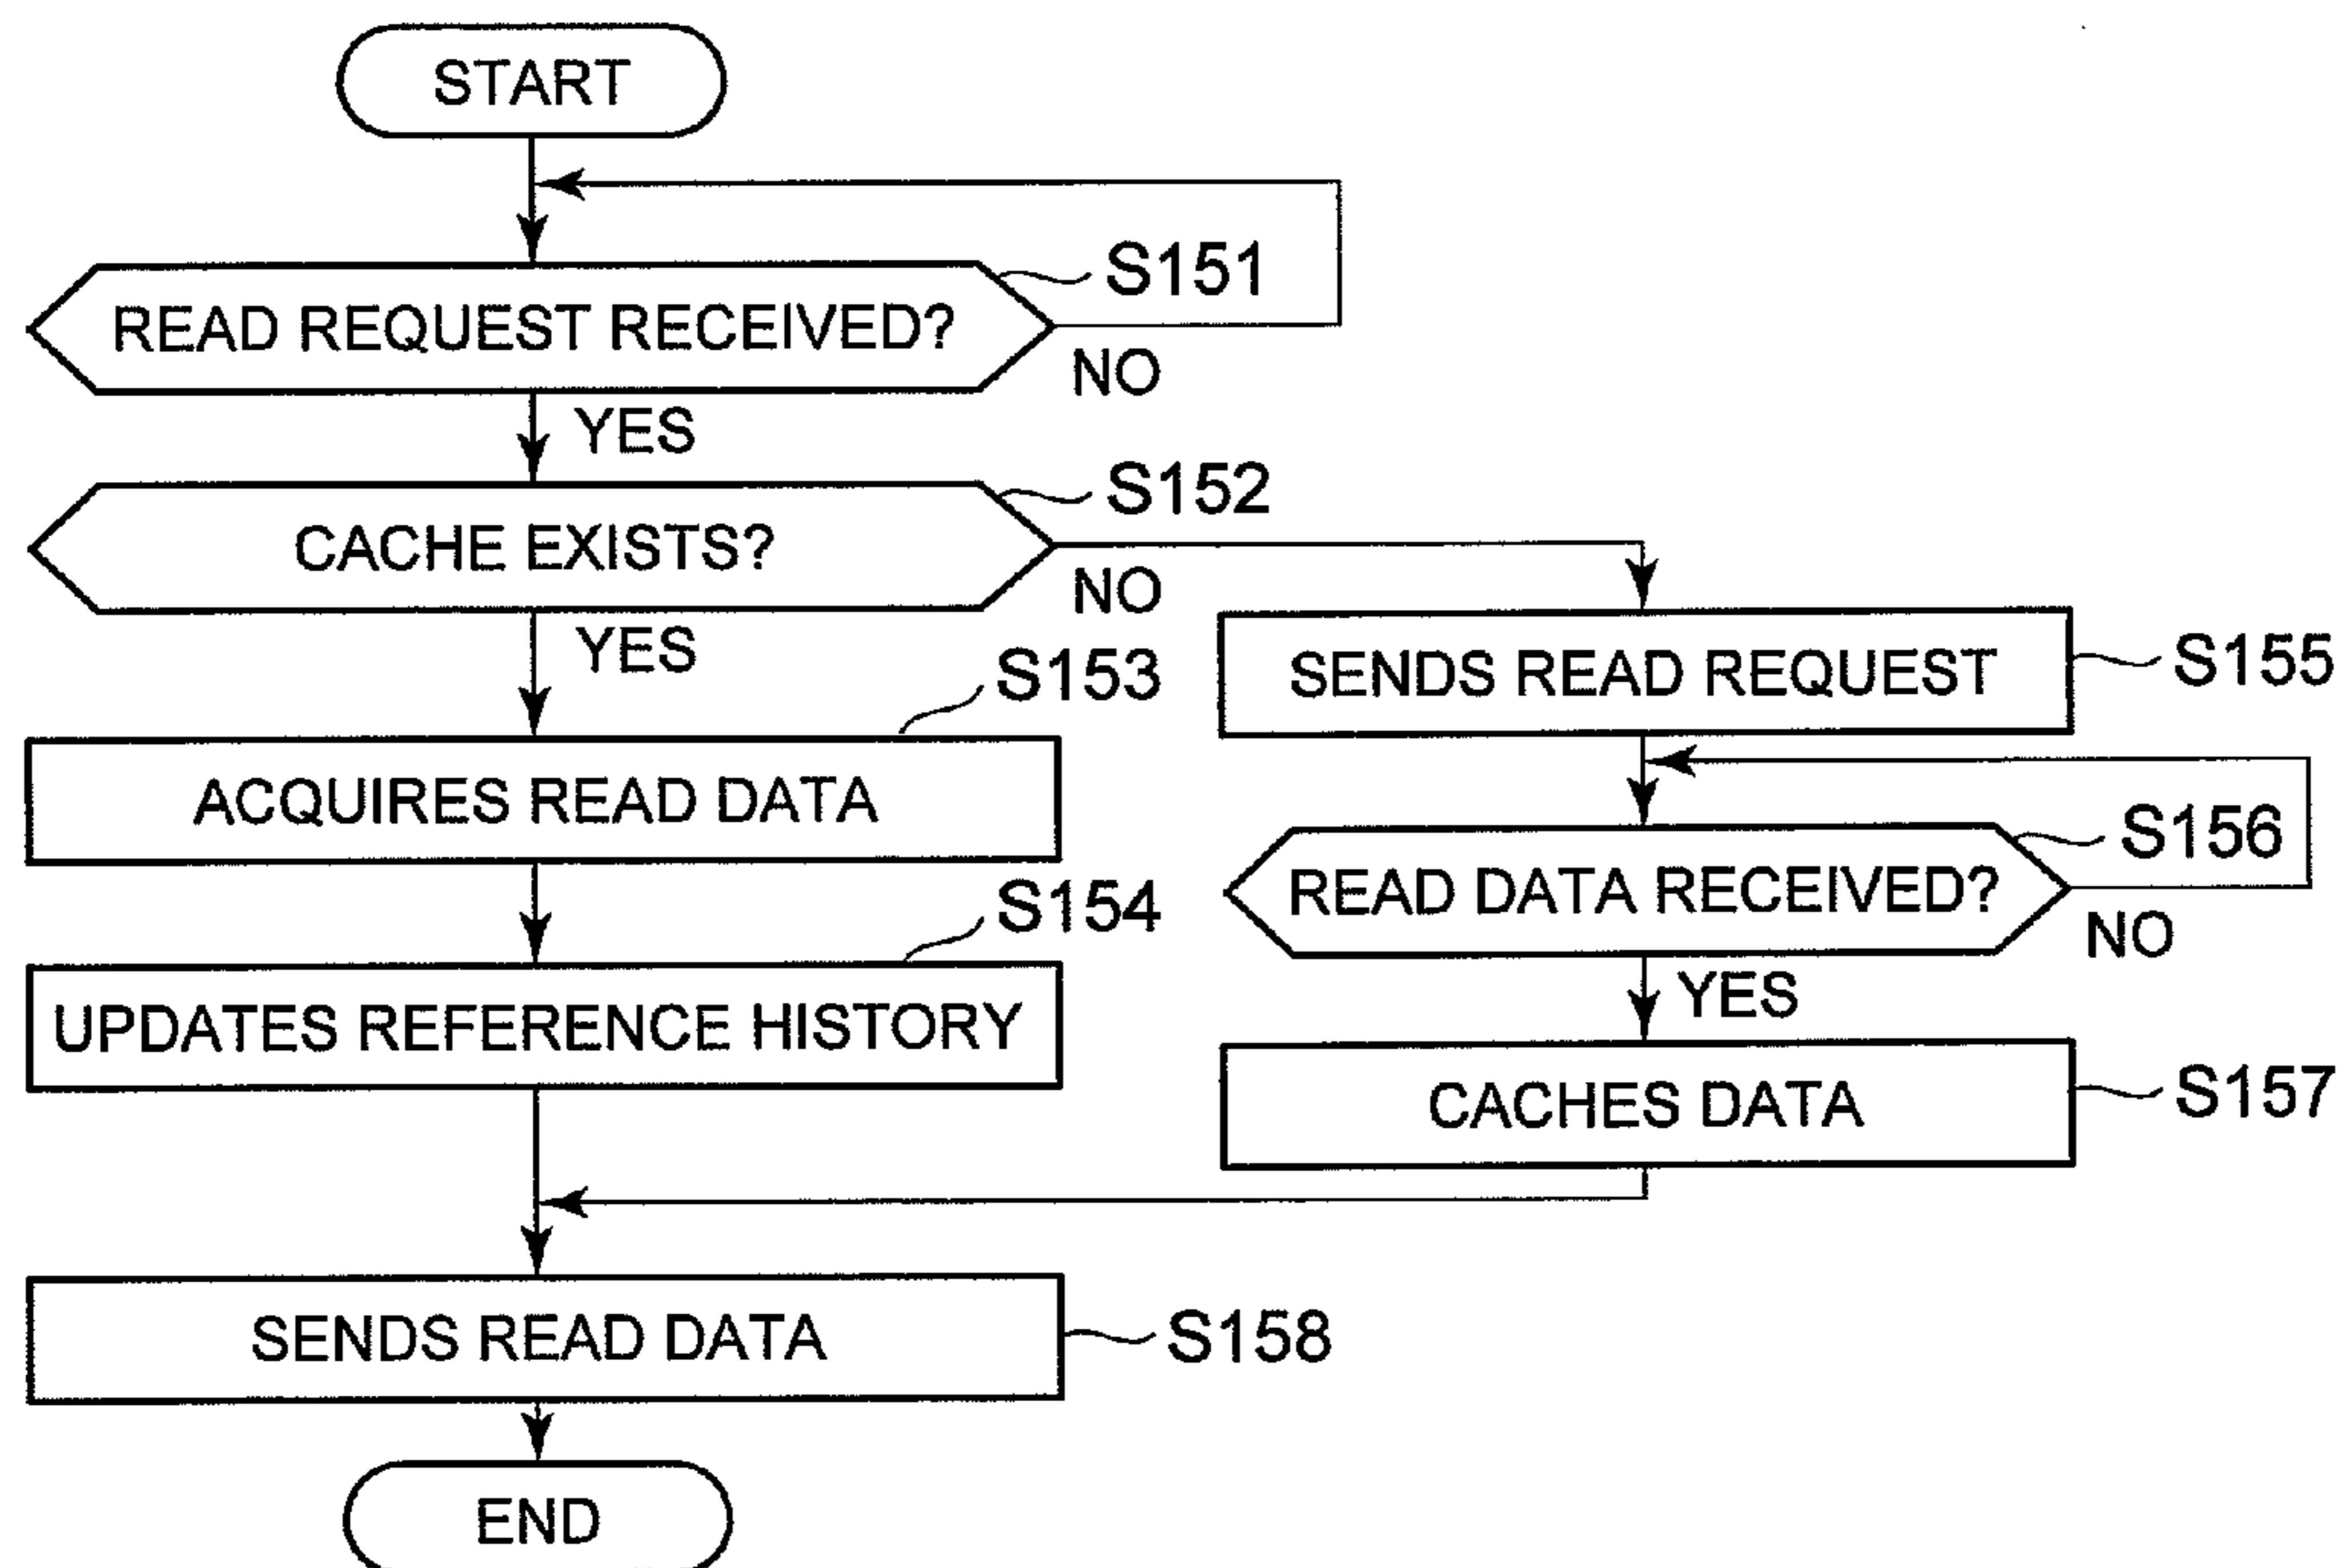 START
S151
READ REQUEST RECEIVED?
NO
YES
S152
CACHE EXISTS?
NO
YES
S153
ACQUIRES READ DATA
S154
UPDATES REFERENCE HISTORY
S155
SENDS READ REQUEST
S156
READ DATA RECEIVED?
NO
YES
CACHES DATA
S157
SENDS READ DATA
S158
END